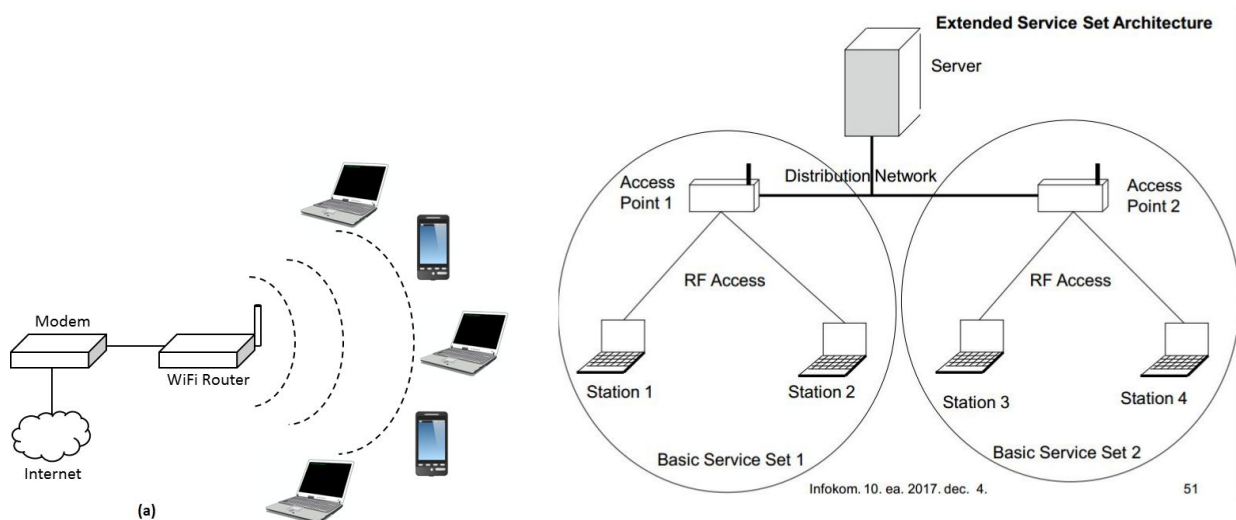 Modem
WiFi Router
Internet
(a)
Extended Service Set Architecture
Server
Distribution Network
Access
Point 1
Access
Point 2
RF Access
RF Access
Station 1
Station 2
Station 3
Station 4
Basic Service Set 1
Basic Service Set 2
Infokom. 10. ea. 2017. dec. 4.
51